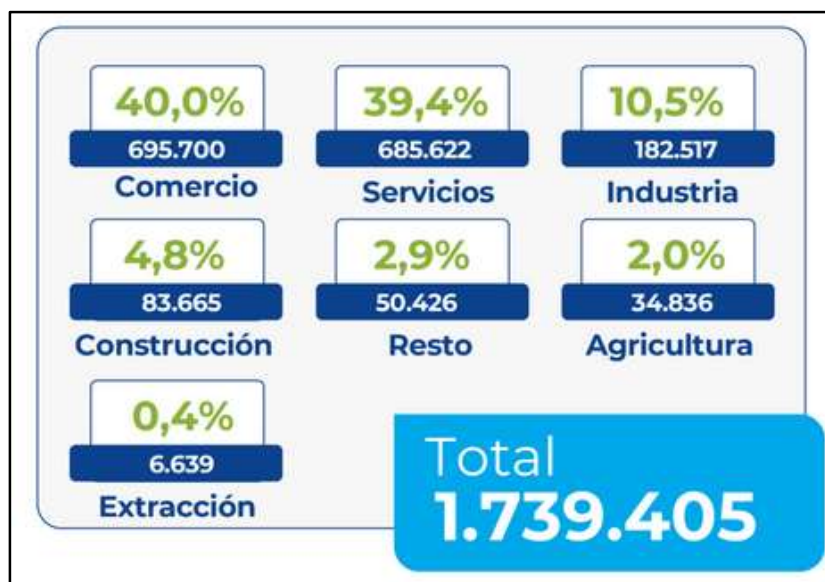 40,0%
39,4%
10,5%
695.700
685.622
182.517
Comercio
Servicios
Industria
4,8%
2,9%
2,0%
83.665
50.426
34.836
Construcción
Resto
Agricultura
0,4%
6.639
Extracción
Total
1.739.405